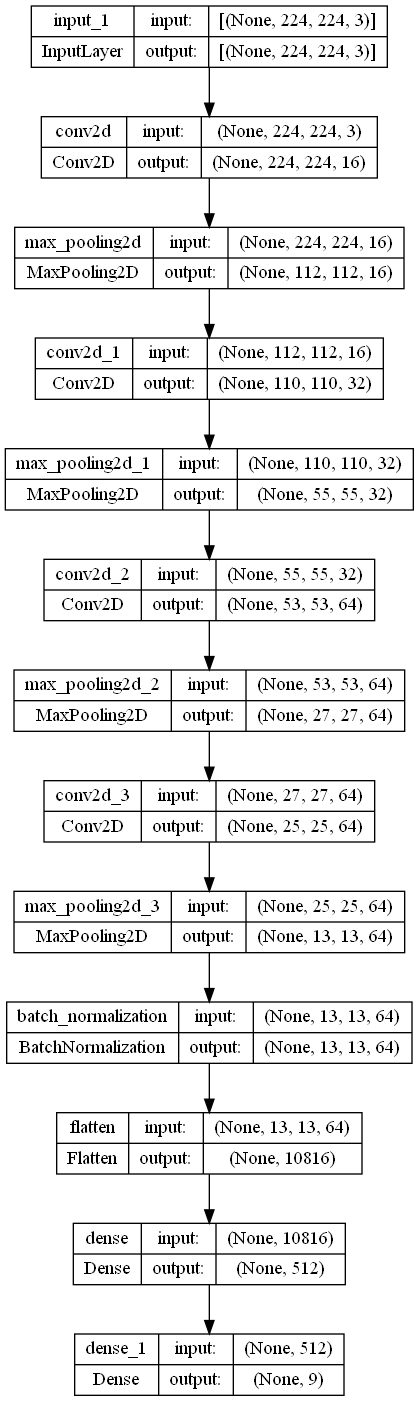 input_1 input: [(None, 224, 224, 3)]
InputLayer output: [(None, 224, 224, 3)]
conv2d input: (None, 224, 224, 3)
Conv2D output: (None, 224, 224, 16)
max_pooling2d input: (None, 224, 224, 16)
MaxPooling2D output: (None, 112, 112, 16)
conv2d_1 input: (None, 112, 112, 16)
Conv2D output: (None, 110, 110, 32)
max_pooling2d_1 input: (None, 110, 110, 32)
MaxPooling2D output: (None, 55, 55, 32)
conv2d_2 input: (None, 55, 55, 32)
Conv2D output: (None, 53, 53, 64)
max_pooling2d_2 input: (None, 53, 53, 64)
MaxPooling2D output: (None, 27, 27, 64)
conv2d_3 input: (None, 27, 27, 64)
Conv2D output: (None, 25, 25, 64)
max_pooling2d_3 input: (None, 25, 25, 64)
MaxPooling2D output: (None, 13, 13, 64)
batch_normalization input: (None, 13, 13, 64)
BatchNormalization output: (None, 13, 13, 64)
flatten input: (None, 13, 13, 64)
Flatten output: (None, 10816)
dense input: (None, 10816)
Dense output: (None, 512)
dense_1 input: (None, 512)
Dense output: (None, 9)